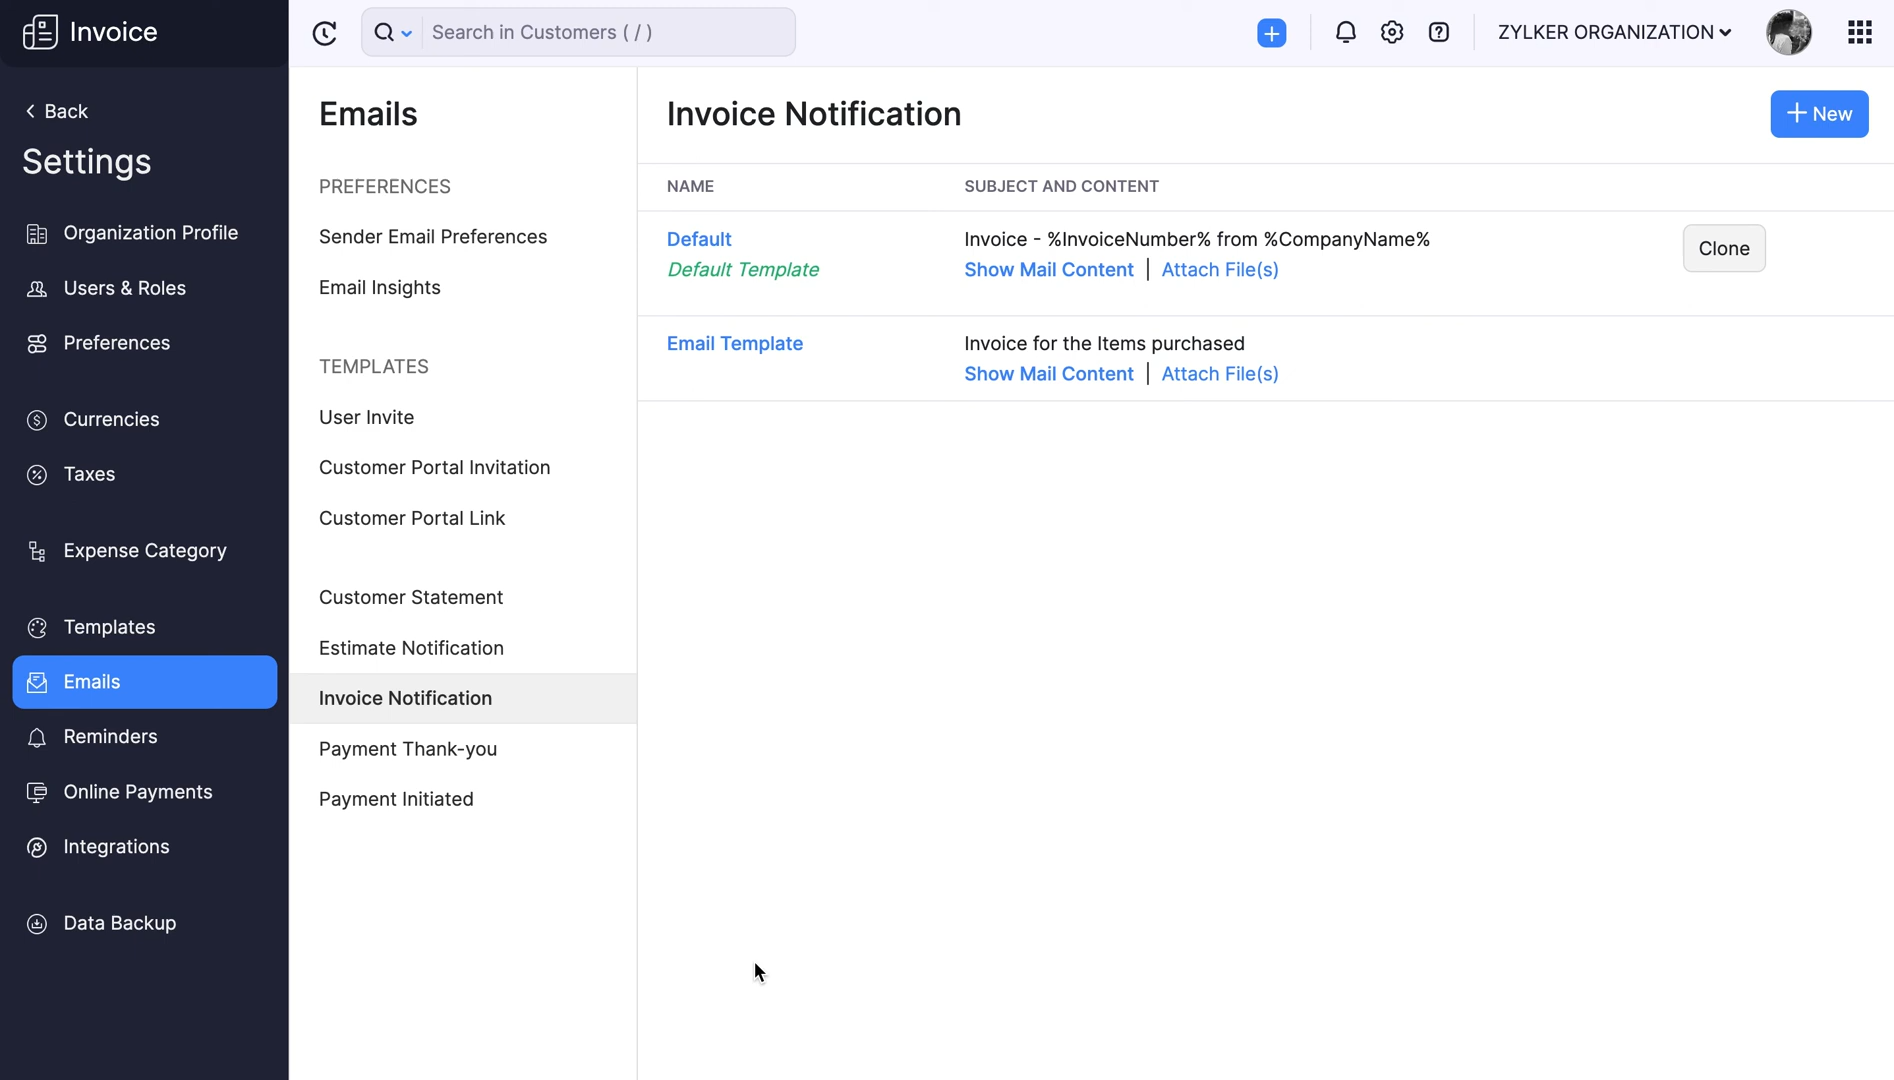 Invoice
Search in Customers ( / )
ZYLKER ORGANIZATION
Back
Settings
Organization Profile
Users & Roles
Preferences
Currencies
Taxes
Expense Category
Templates
Emails
Reminders
Online Payments
Integrations
Data Backup
Emails
PREFERENCES
Sender Email Preferences
Email Insights
TEMPLATES
User Invite
Customer Portal Invitation
Customer Portal Link
Customer Statement
Estimate Notification
Invoice Notification
Payment Thank-you
Payment Initiated
Invoice Notification
+ New
NAME SUBJECT AND CONTENT
Default Invoice - %InvoiceNumber% from %CompanyName%
Default Template Show Mail Content | Attach File(s)
Clone
Email Template Invoice for the Items purchased
Show Mail Content | Attach File(s)